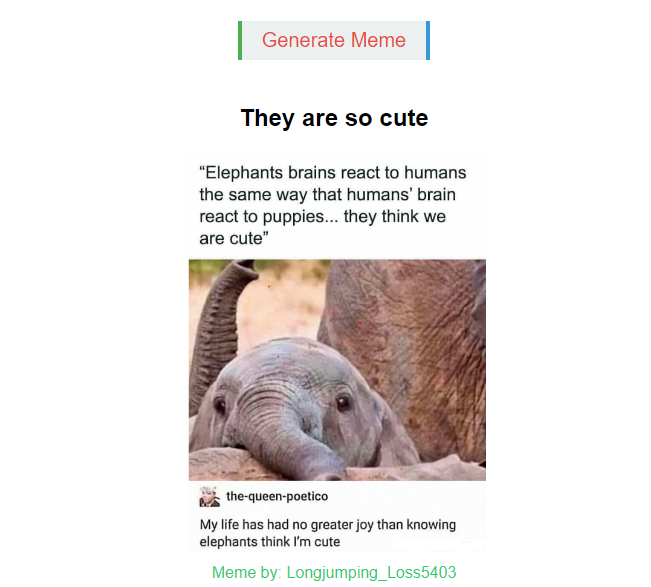 Generate Meme
They are so cute
“Elephants brains react to humans
the same way that humans’ brain
react to puppies... they think we
are cute”
the-queen-poetico
My life has had no greater joy than knowing
elephants think I'm cute
Meme by: Longjumping_Loss5403